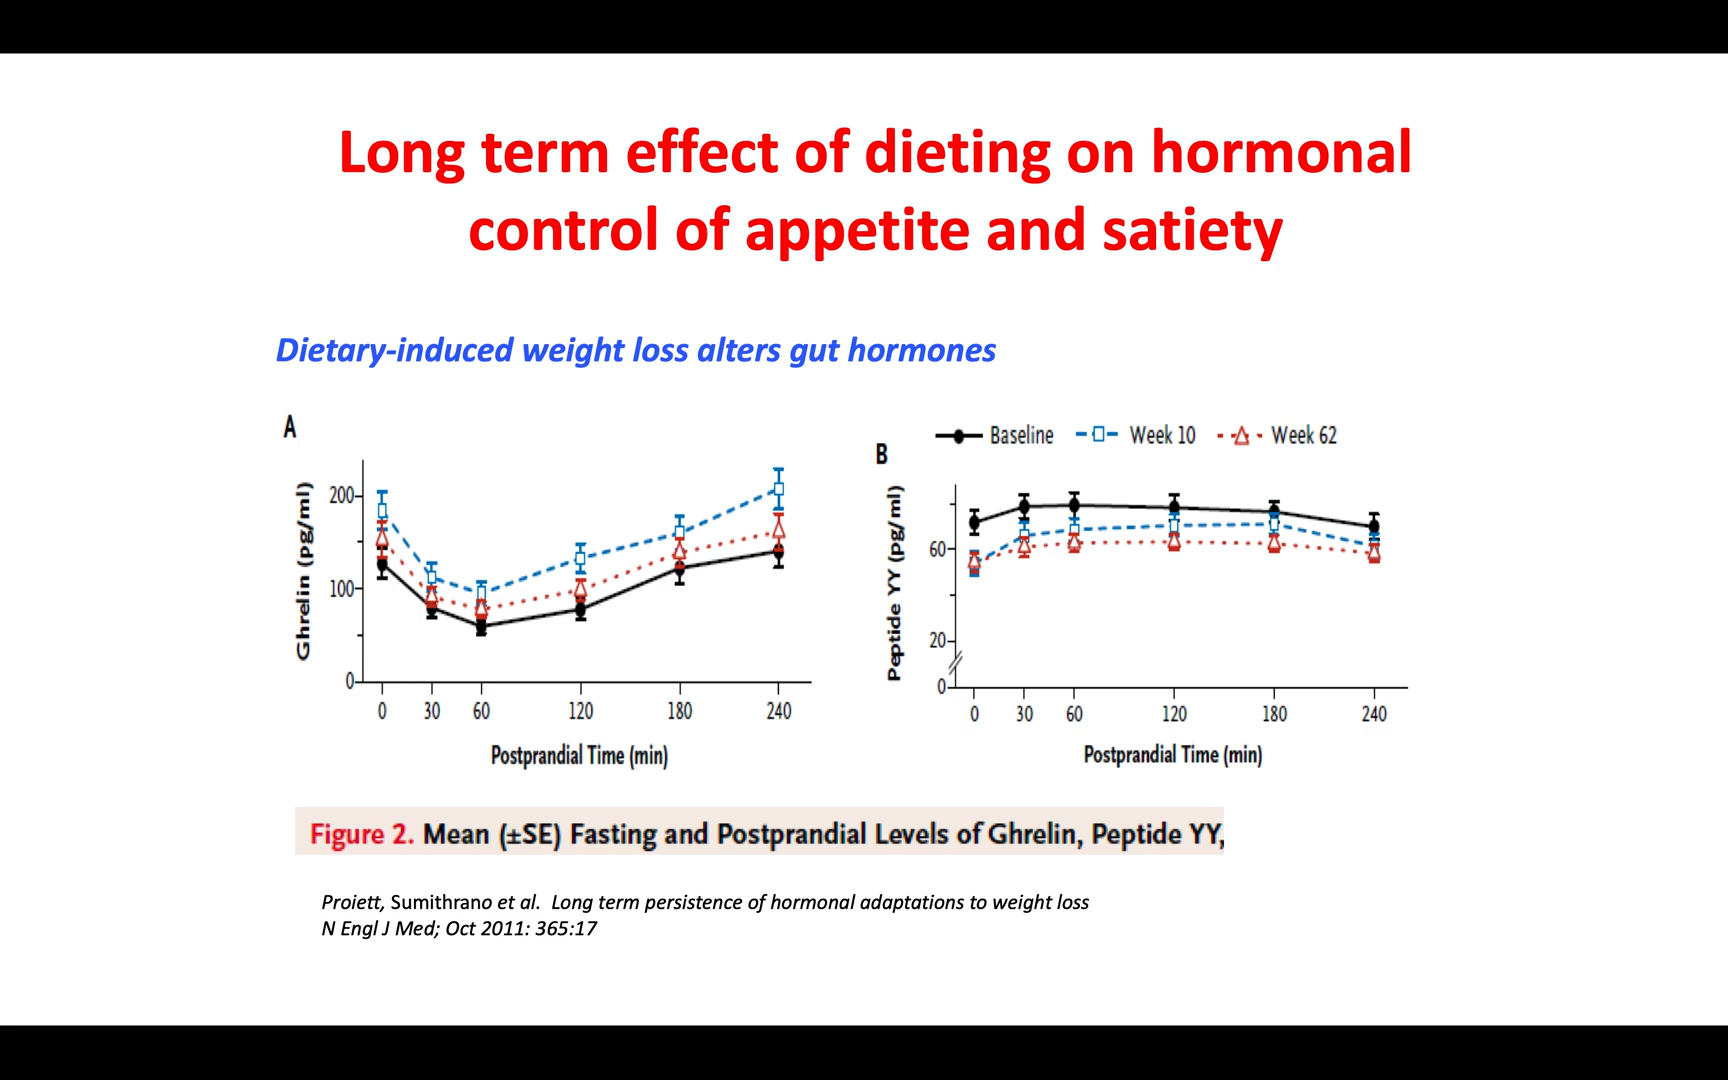 Long term effect of dieting on hormonal
control of appetite and satiety
Dietary-induced weight loss alters gut hormones
A
Ghrelin (pg/ml)
200
100
0
0 30 60 120 180 240
Postprandial Time (min)
Baseline Week 10 Week 62
B
Peptide YY (pg/ml)
60
20
0
0 30 60 120 180 240
Postprandial Time (min)
Figure 2. Mean (±SE) Fasting and Postprandial Levels of Ghrelin, Peptide YY,
Proiett, Sumithrano et al. Long term persistence of hormonal adaptations to weight loss
N Engl J Med; Oct 2011: 365:17